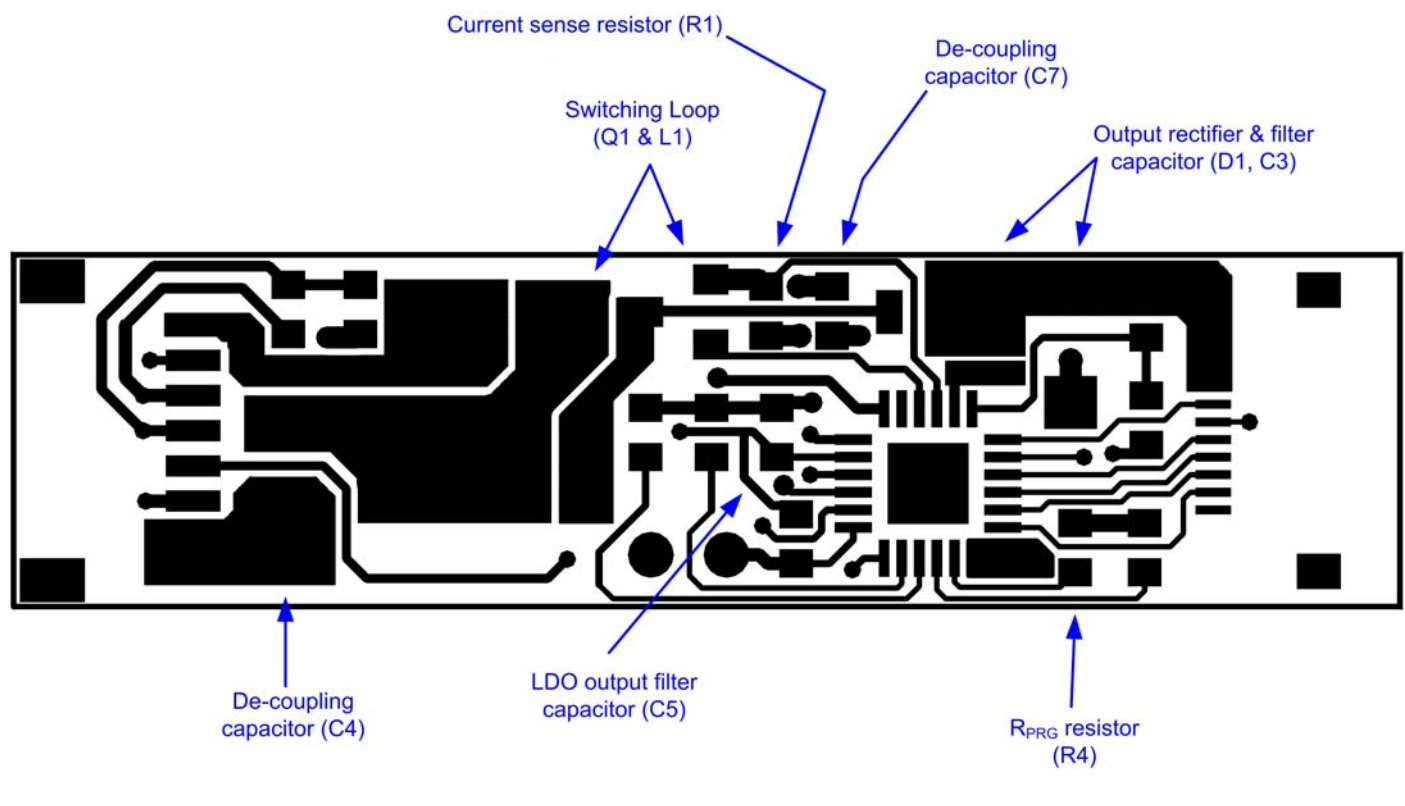 Current sense resistor (R1)
De-coupling
capacitor (C7)
Switching Loop
(Q1 & L1)
Output rectifier & filter
capacitor (D1, C3)
De-coupling
capacitor (C4)
LDO output filter
capacitor (C5)
RPRG resistor
(R4)